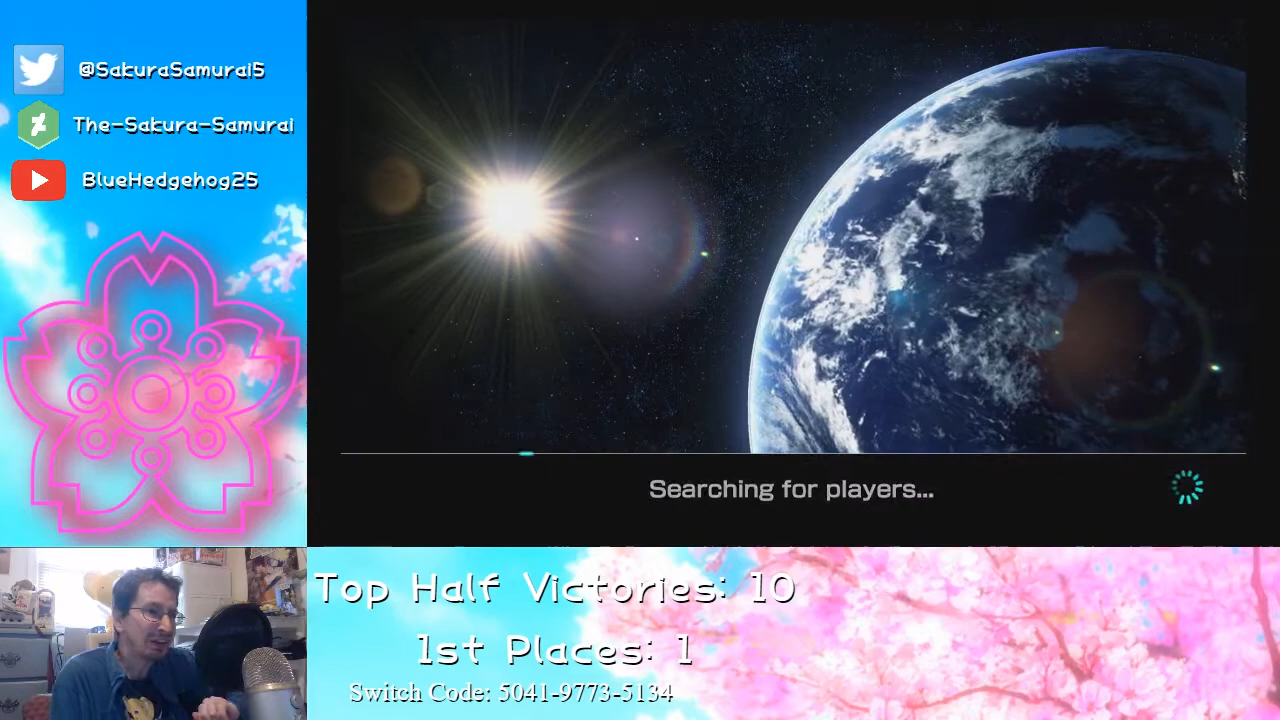 @SakuraSamurai5
The-Sakura-Samurai
BlueHedgehog25
Searching for players...
Top Half Victories: 10
1st Places: 1
Switch Code: 5041-9773-5134